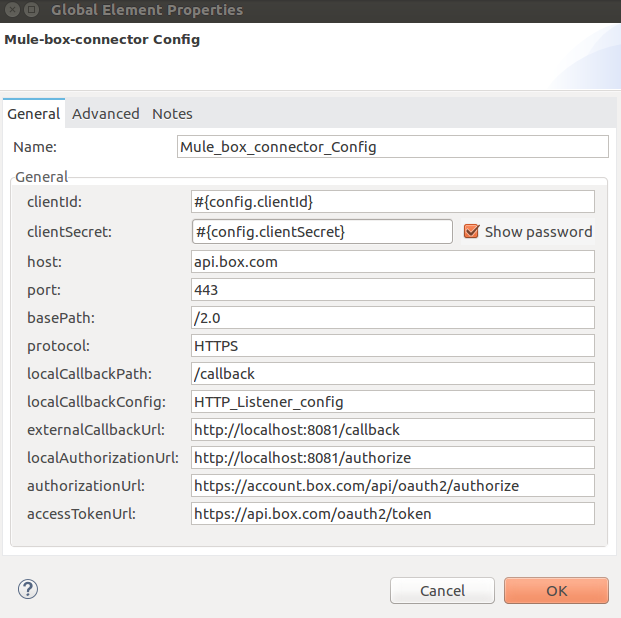 Global Element Properties
Mule-box-connector Config
General Advanced Notes
Name: Mule_box_connector_Config
General
clientId: #{config.clientId}
clientSecret: #{config.clientSecret} Show password
host: api.box.com
port: 443
basePath: /2.0
protocol: HTTPS
localCallbackPath: /callback
localCallbackConfig: HTTP_Listener_config
externalCallbackUrl: http://localhost:8081/callback
localAuthorizationUrl: http://localhost:8081/authorize
authorizationUrl: https://account.box.com/api/oauth2/authorize
accessTokenUrl: https://api.box.com/oauth2/token
? Cancel OK